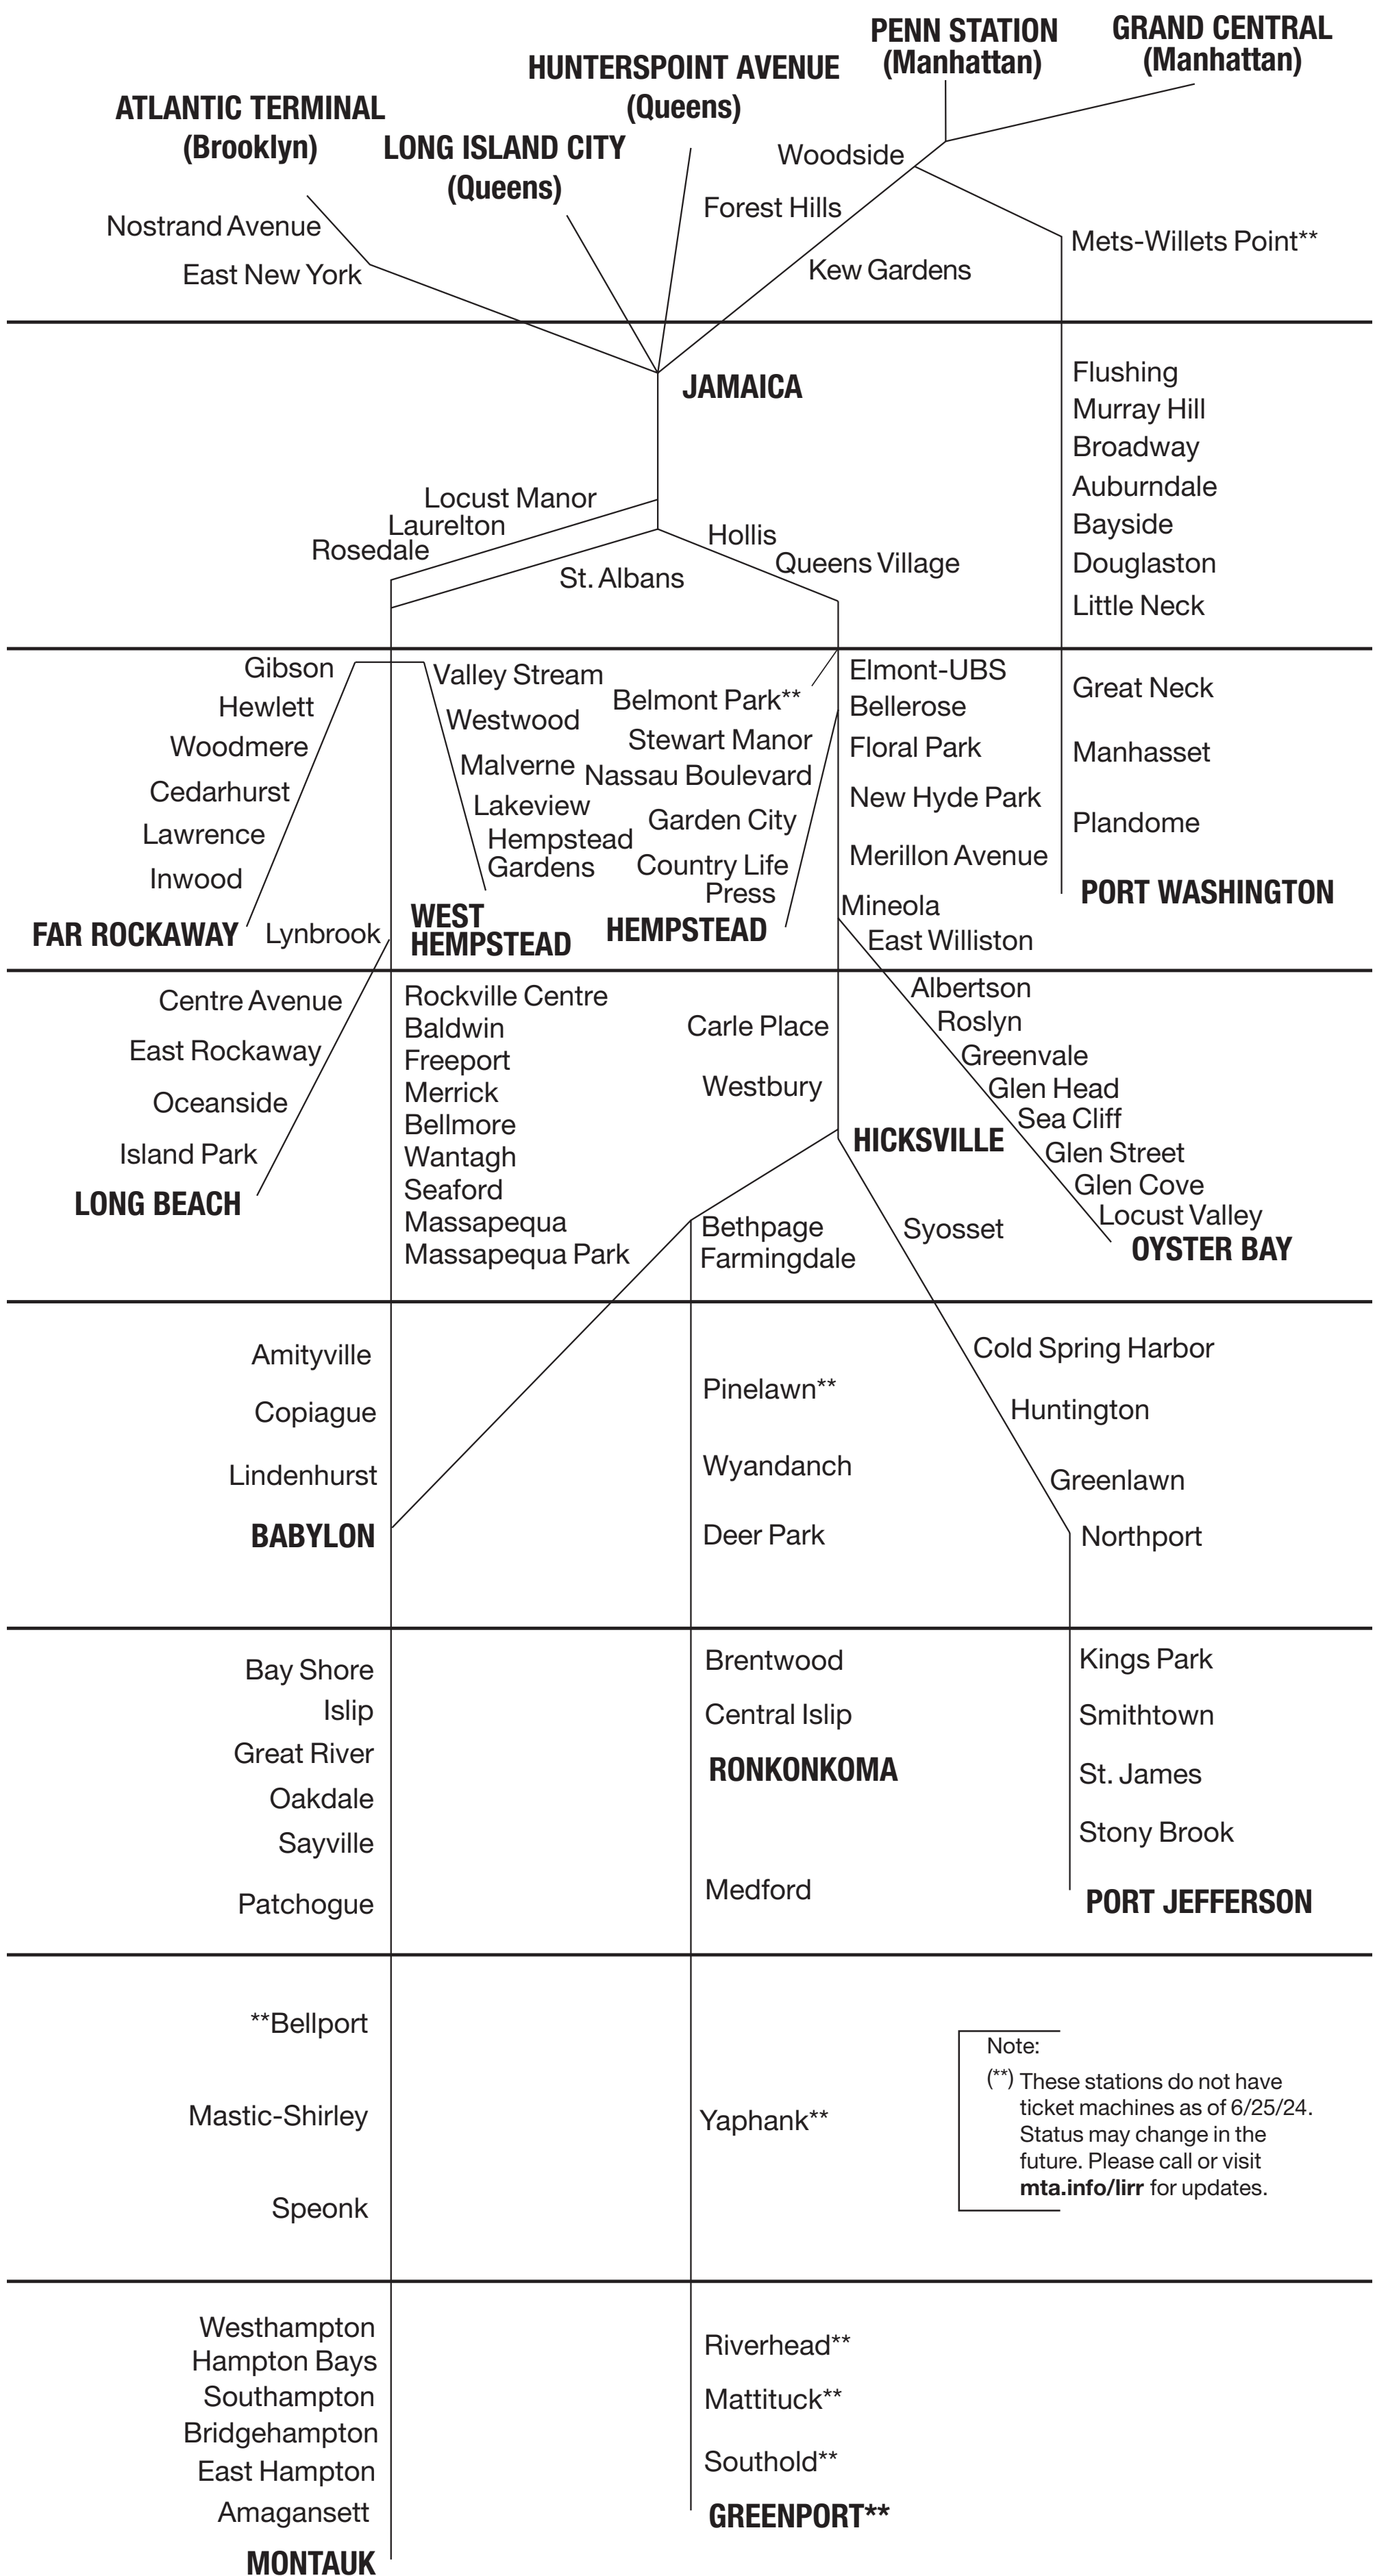 PENN STATION
(Manhattan)
GRAND CENTRAL
(Manhattan)
HUNTERSPOINT AVENUE
(Queens)
ATLANTIC TERMINAL
(Brooklyn)
LONG ISLAND CITY
(Queens)
Woodside
Forest Hills
Nostrand Avenue
Mets-Willets Point**
East New York
Kew Gardens
JAMAICA
Flushing
Murray Hill
Broadway
Auburndale
Bayside
Douglaston
Little Neck
Locust Manor
Laurelton
Rosedale
St. Albans
Hollis
Queens Village
Gibson
Hewlett
Woodmere
Cedarhurst
Lawrence
Inwood
FAR ROCKAWAY
Lynbrook
Valley Stream
Westwood
Malverne
Lakeview
Hempstead
Gardens
WEST
HEMPSTEAD
Belmont Park**
Stewart Manor
Nassau Boulevard
Garden City
Country Life
Press
HEMPSTEAD
Elmont-UBS
Bellerose
Floral Park
New Hyde Park
Merillon Avenue
Mineola
East Williston
Great Neck
Manhasset
Plandome
PORT WASHINGTON
Centre Avenue
East Rockaway
Oceanside
Island Park
LONG BEACH
Rockville Centre
Baldwin
Freeport
Merrick
Bellmore
Wantagh
Seaford
Massapequa
Massapequa Park
Carle Place
Westbury
HICKSVILLE
Bethpage
Farmingdale
Syosset
Albertson
Roslyn
Greenvale
Glen Head
Sea Cliff
Glen Street
Glen Cove
Locust Valley
OYSTER BAY
Amityville
Copiague
Lindenhurst
BABYLON
Pinelawn**
Wyandanch
Deer Park
Cold Spring Harbor
Huntington
Greenlawn
Northport
Bay Shore
Islip
Great River
Oakdale
Sayville
Patchogue
Brentwood
Central Islip
RONKONKOMA
Medford
Kings Park
Smithtown
St. James
Stony Brook
PORT JEFFERSON
**Bellport
Mastic-Shirley
Speonk
Yaphank**
Note:
(**) These stations do not have
ticket machines as of 6/25/24.
Status may change in the
future. Please call or visit
mta.info/lirr for updates.
Westhampton
Hampton Bays
Southampton
Bridgehampton
East Hampton
Amagansett
MONTAUK
Riverhead**
Mattituck**
Southold**
GREENPORT**